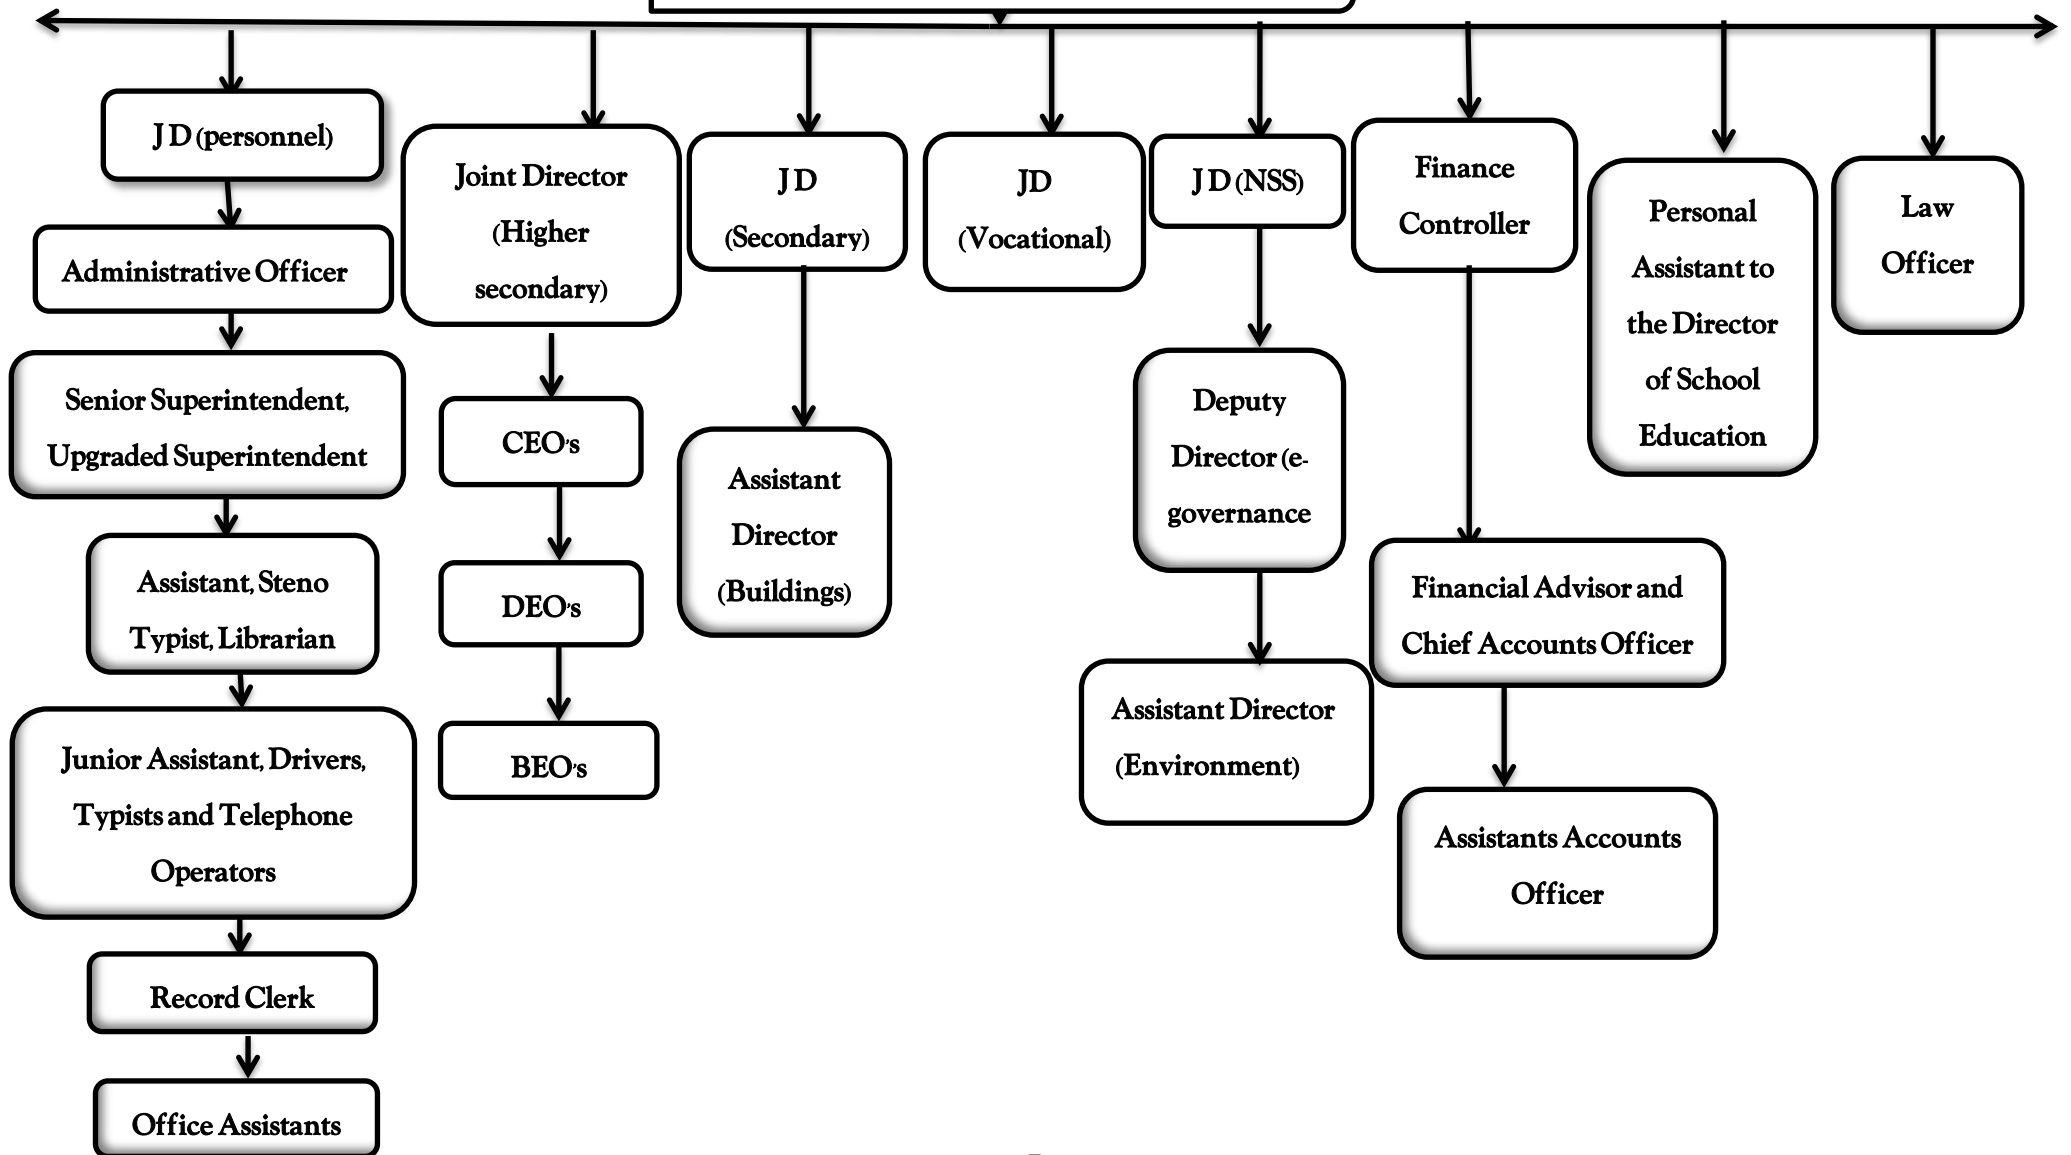 J D (personnel)
Administrative Officer
Senior Superintendent,
Upgraded Superintendent
Assistant, Steno
Typist, Librarian
Junior Assistant, Drivers,
Typists and Telephone
Operators
Record Clerk
Office Assistants
Joint Director
(Higher
secondary)
CEO's
DEO's
BEO's
J D
(Secondary)
Assistant
Director
(Buildings)
JD
(Vocational)
J D (NSS)
Deputy
Director (e-
governance
Assistant Director
(Environment)
Finance
Controller
Financial Advisor and
Chief Accounts Officer
Assistants Accounts
Officer
Personal
Assistant to
the Director
of School
Education
Law
Officer